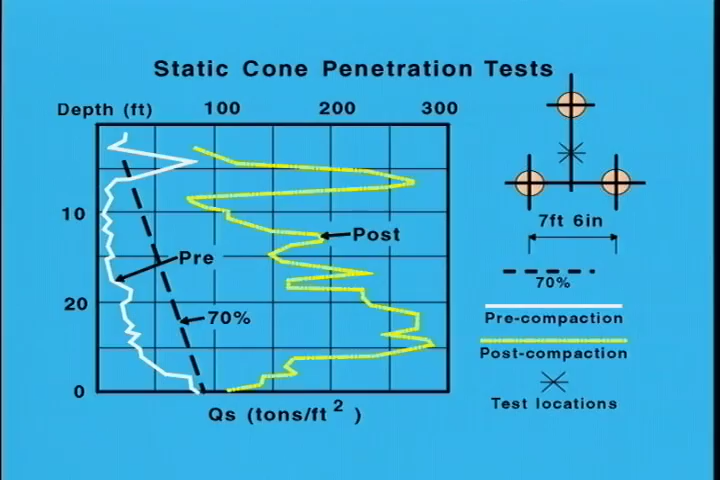 Static Cone Penetration Tests
Depth (ft) 100 200 300
10
20
0
Post
Pre
70%
Qs (tons/ft 2 )
7ft 6in
70%
Pre-compaction
Post-compaction
Test locations